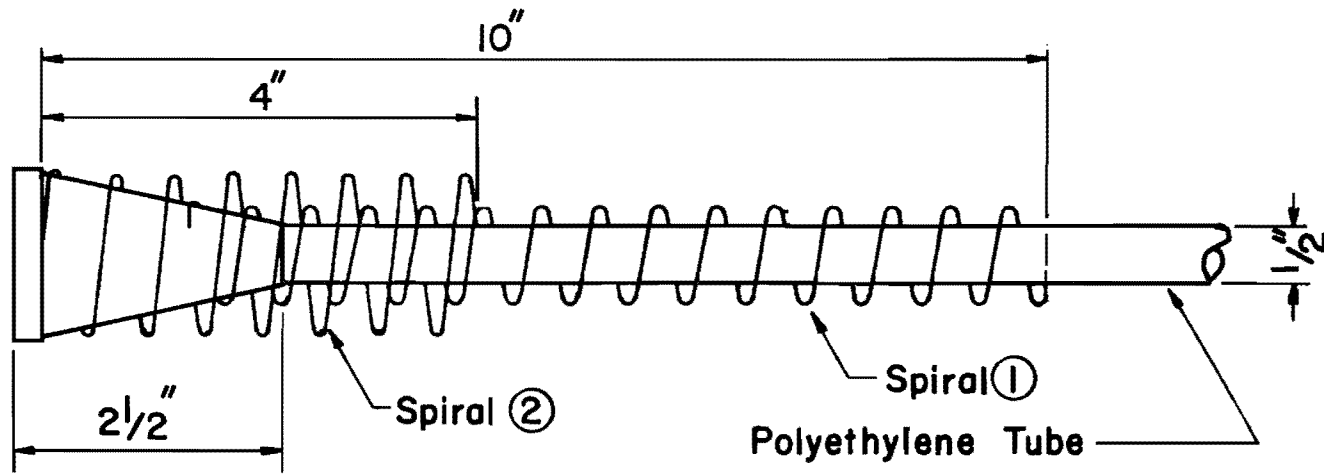 10"
4"
1/2"
Spiral ①
Spiral ②
2 1/2"
Polyethylene Tube